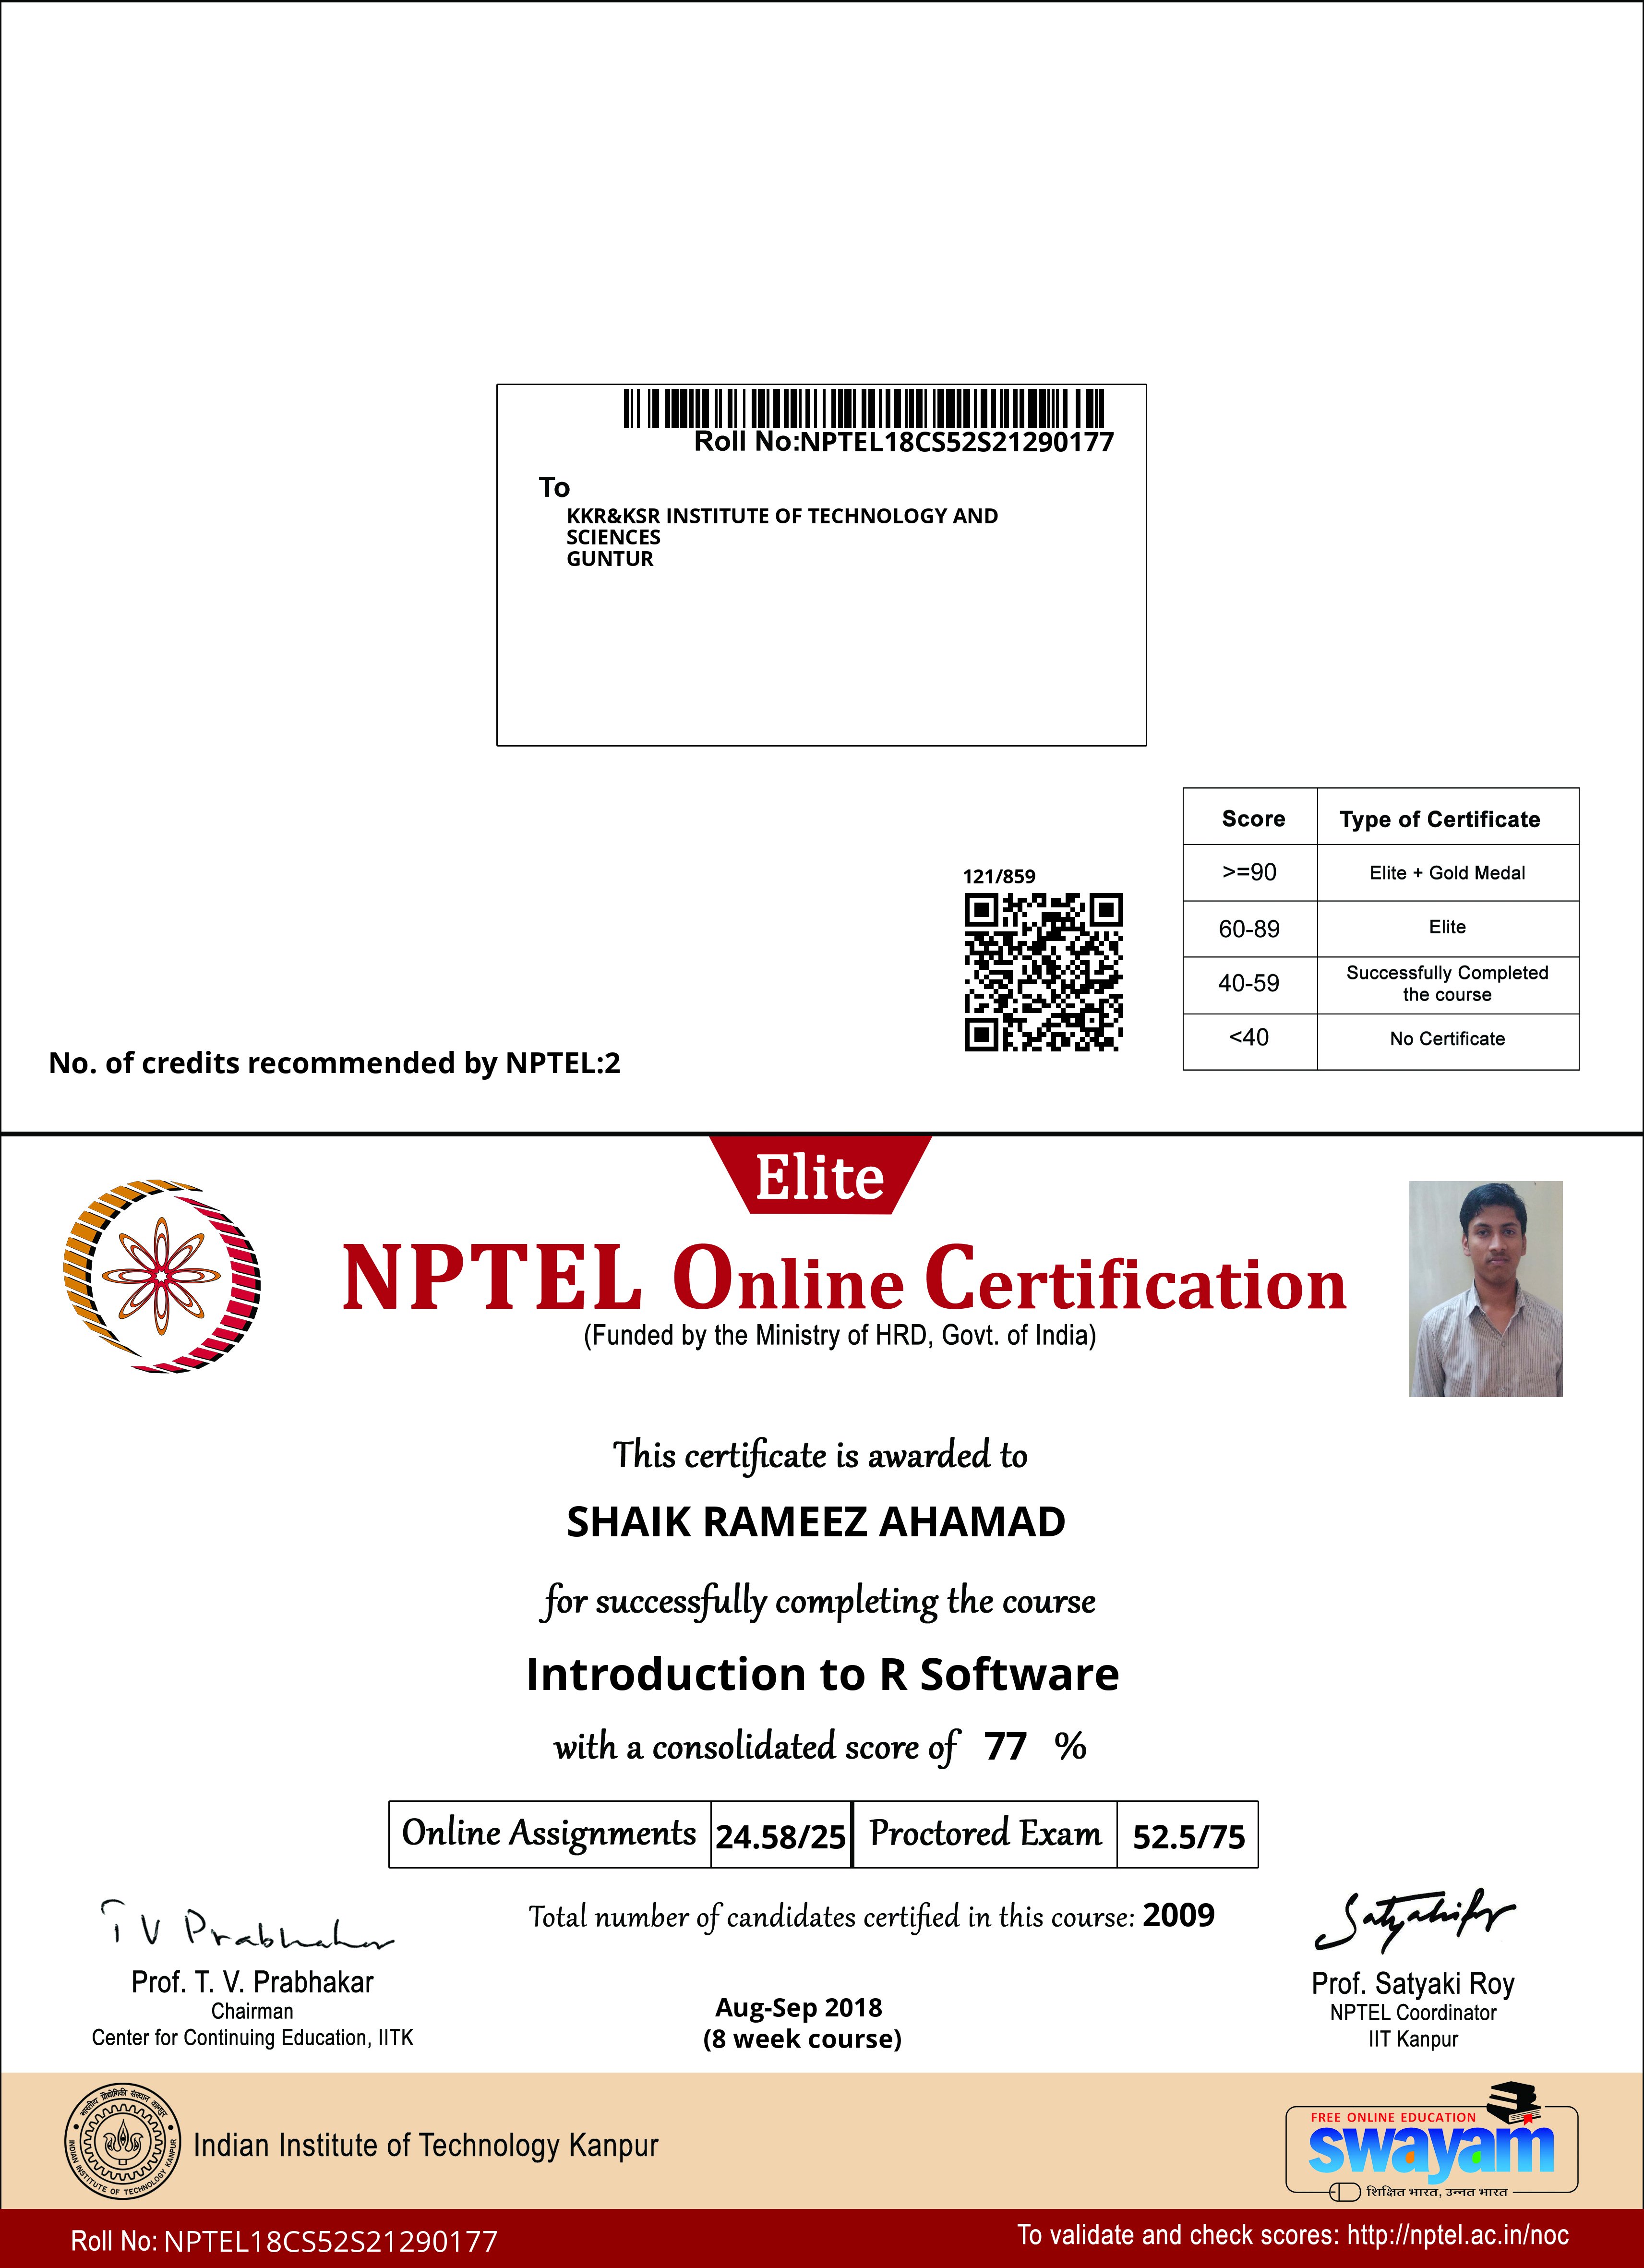 Roll No:NPTEL18CS52S21290177
To
KKR&KSR INSTITUTE OF TECHNOLOGY AND
SCIENCES
GUNTUR
Score Type of Certificate
>=90 Elite + Gold Medal
60-89 Elite
40-59 Successfully Completed
the course
<40 No Certificate
121/859
No. of credits recommended by NPTEL:2
Elite
NPTEL Online Certification
(Funded by the Ministry of HRD, Govt. of India)
This certificate is awarded to
SHAIK RAMEEZ AHAMAD
for successfully completing the course
Introduction to R Software
with a consolidated score of 77 %
Online Assignments 24.58/25 Proctored Exam 52.5/75
Total number of candidates certified in this course: 2009
T V Prabhakar
Prof. T. V. Prabhakar
Chairman
Center for Continuing Education, IITK
Aug-Sep 2018
(8 week course)
Prof. Satyaki Roy
NPTEL Coordinator
IIT Kanpur
भारतीय प्रौद्योगिकी संस्थान कानपुर
INDIAN INSTITUTE OF TECHNOLOGY KANPUR
Indian Institute of Technology Kanpur
FREE ONLINE EDUCATION
swayam
शिक्षित भारत, उन्नत भारत
Roll No: NPTEL18CS52S21290177
To validate and check scores: http://nptel.ac.in/noc